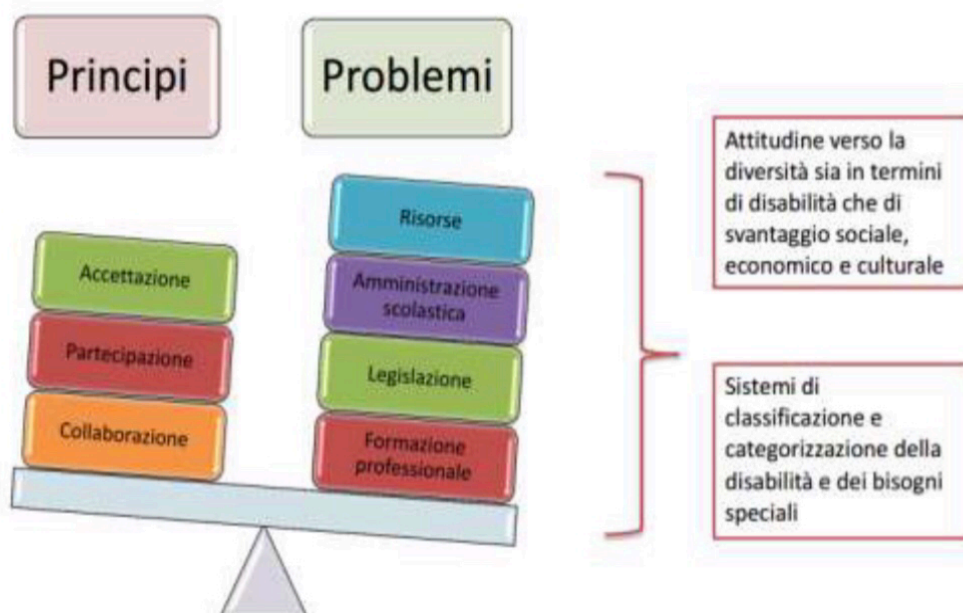 Principi
Problemi
Accettazione
Partecipazione
Collaborazione
Risorse
Amministrazione
scolastica
Legislazione
Formazione
professionale
Attitudine verso la
diversità sia in termini
di disabilità che di
svantaggio sociale,
economico e culturale
Sistemi di
classificazione e
categorizzazione della
disabilità e dei bisogni
speciali